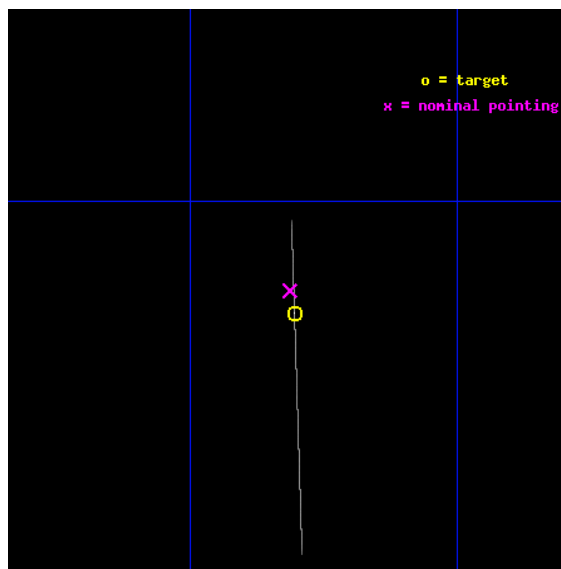 o = target
x = nominal pointing